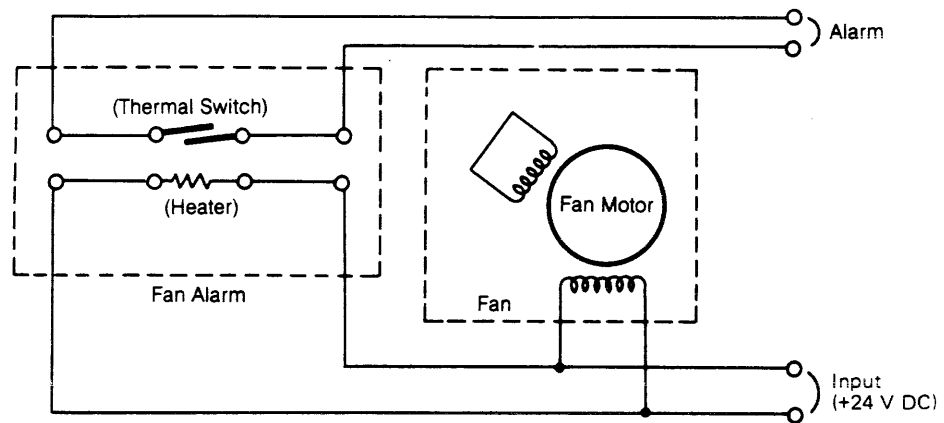 Alarm
(Thermal Switch)
(Heater)
Fan Motor
Fan Alarm
Fan
Input
(+24 V DC)